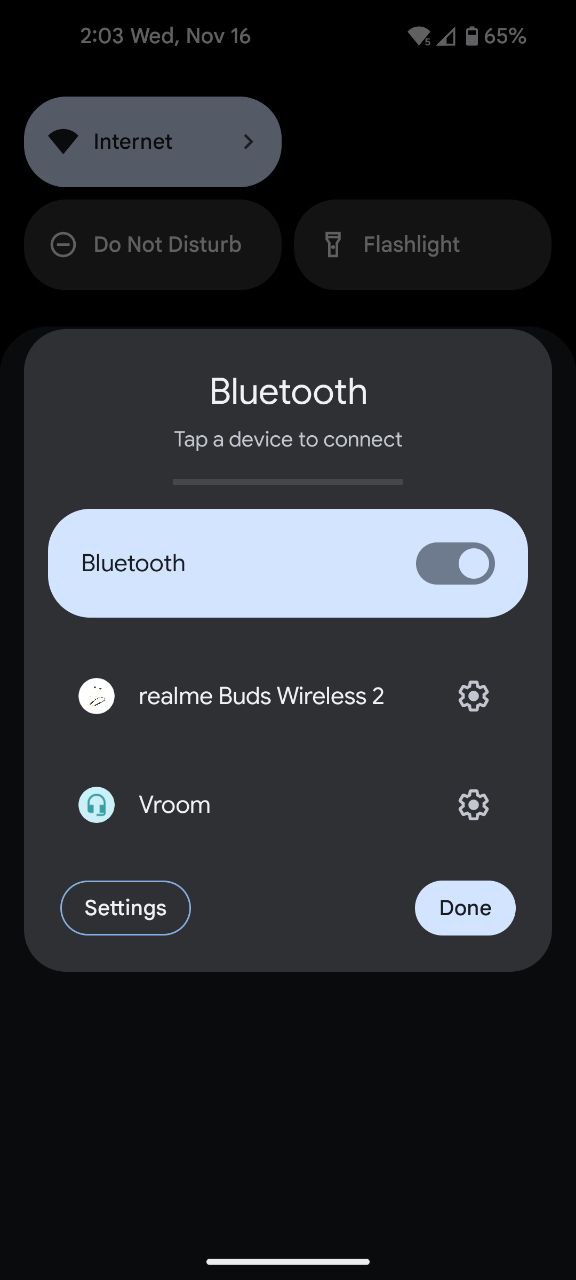 2:03 Wed, Nov 16
5
65%
Internet
Do Not Disturb
Flashlight
Bluetooth
Tap a device to connect
Bluetooth
realme Buds Wireless 2
Vroom
Settings
Done